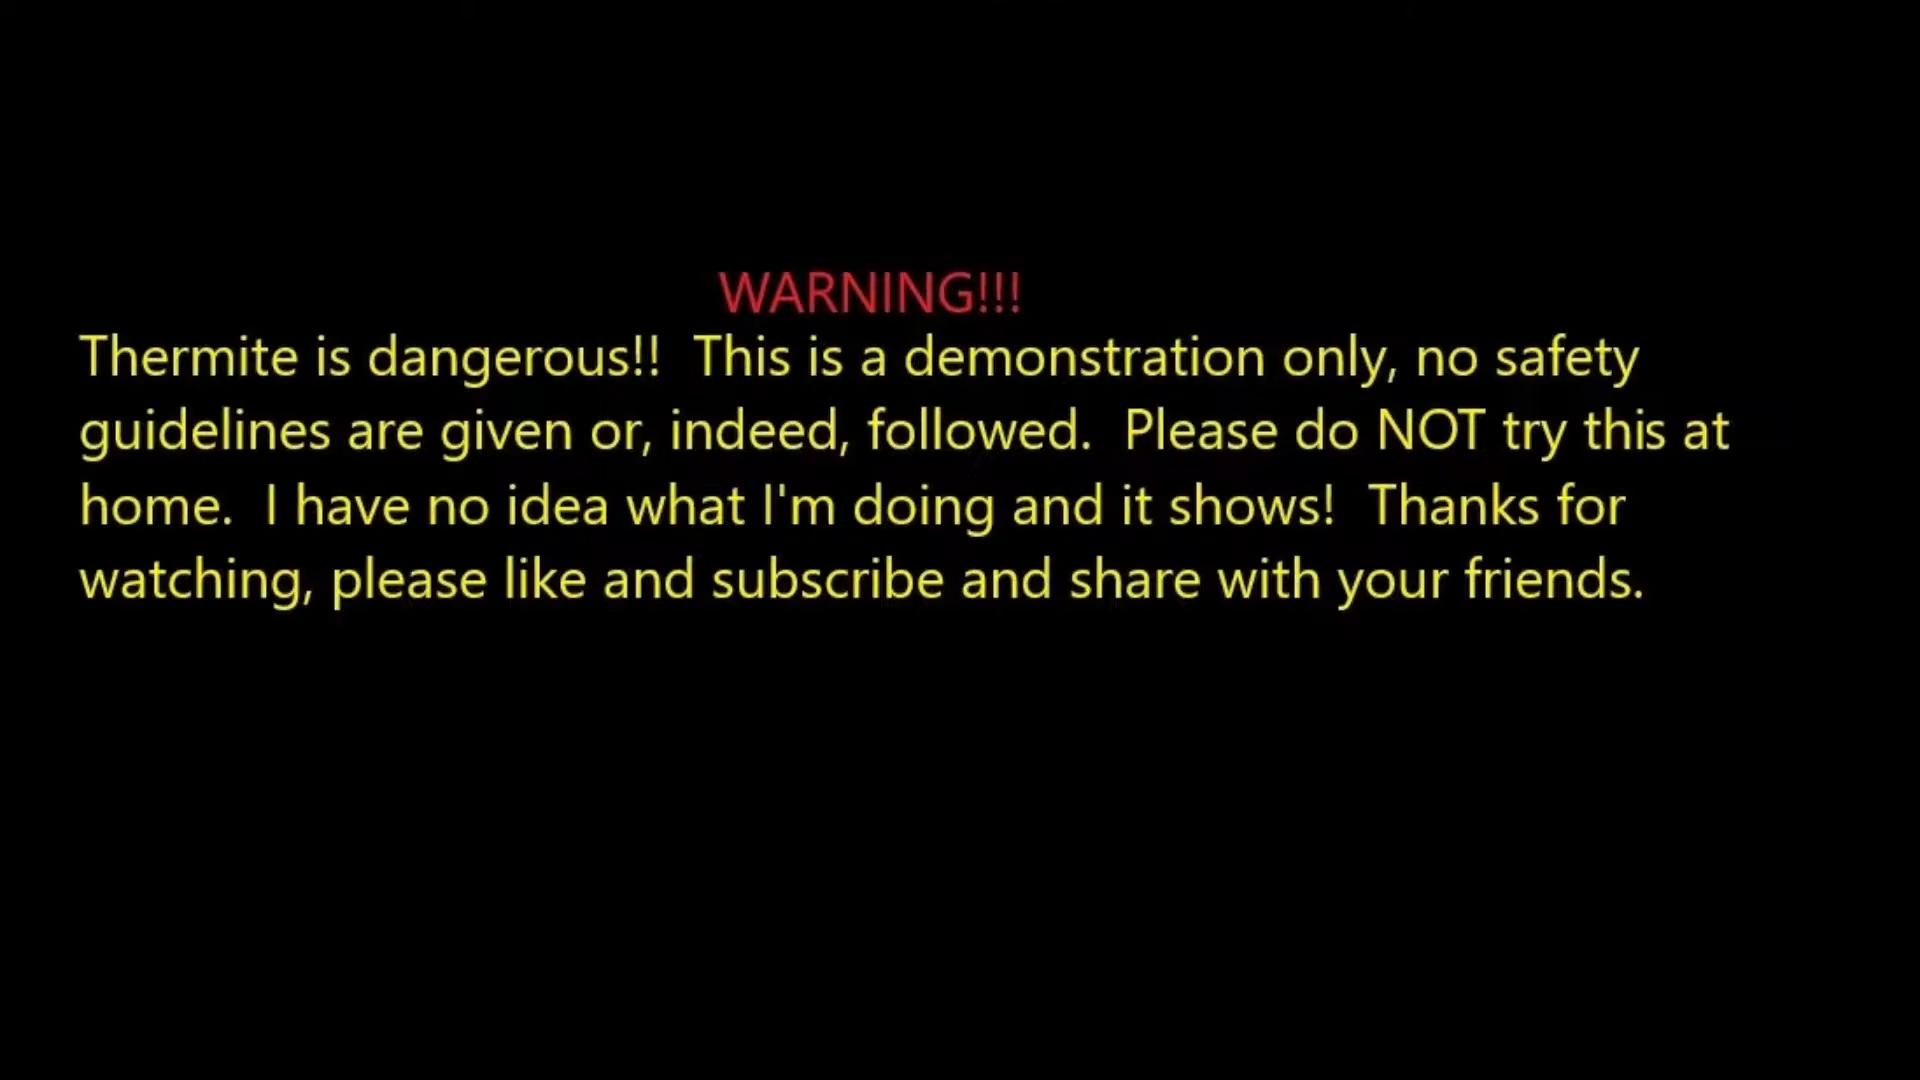 WARNING!!!
Thermite is dangerous!!  This is a demonstration only, no safety
guidelines are given or, indeed, followed.  Please do NOT try this at
home.  I have no idea what I'm doing and it shows!  Thanks for
watching, please like and subscribe and share with your friends.